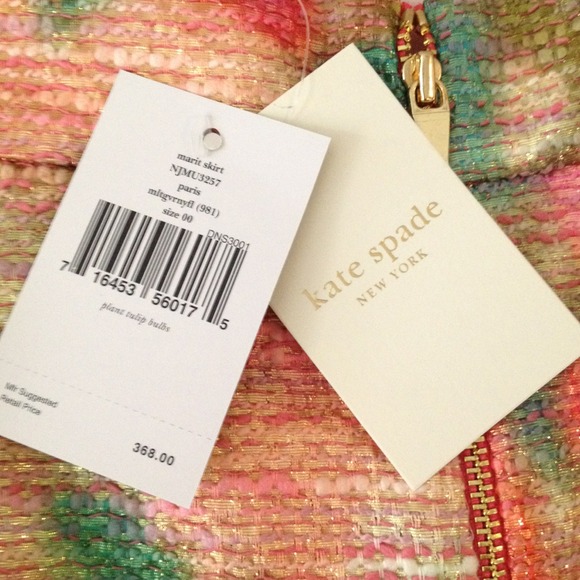 marit skirt
NJMU3257
paris
mltgvrnyfl (981)
size 00
DNS3001
7 16453 56017 5
plant tulip bulbs
Mfr Suggested
Retail Price
368.00
kate spade
NEW YORK